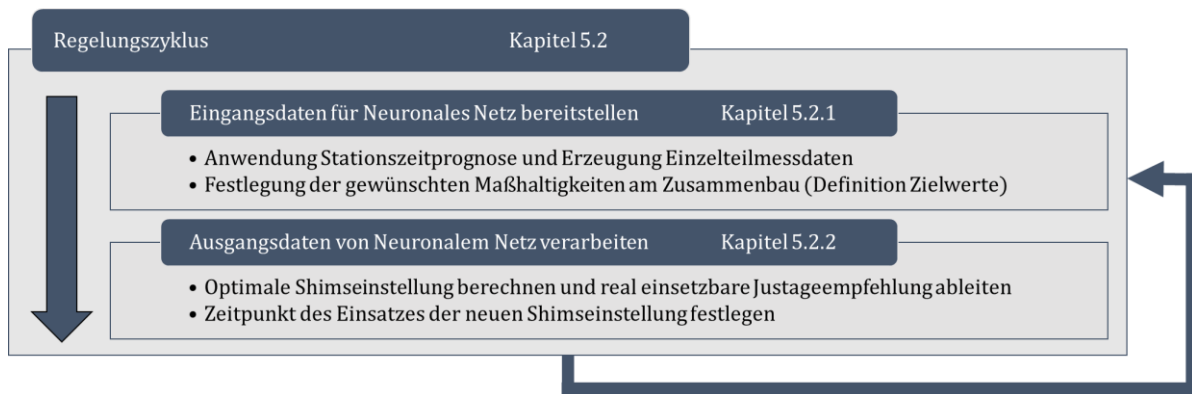 Regelungszyklus Kapitel 5.2
Eingangsdaten für Neuronales Netz bereitstellen Kapitel 5.2.1
• Anwendung Stationszeitprognose und Erzeugung Einzelteilmessdaten
• Festlegung der gewünschten Maßhaltigkeiten am Zusammenbau (Definition Zielwerte)
Ausgangsdaten von Neuronalem Netz verarbeiten Kapitel 5.2.2
• Optimale Shimseinstellung berechnen und real einsetzbare Justageempfehlung ableiten
• Zeitpunkt des Einsatzes der neuen Shimseinstellung festlegen